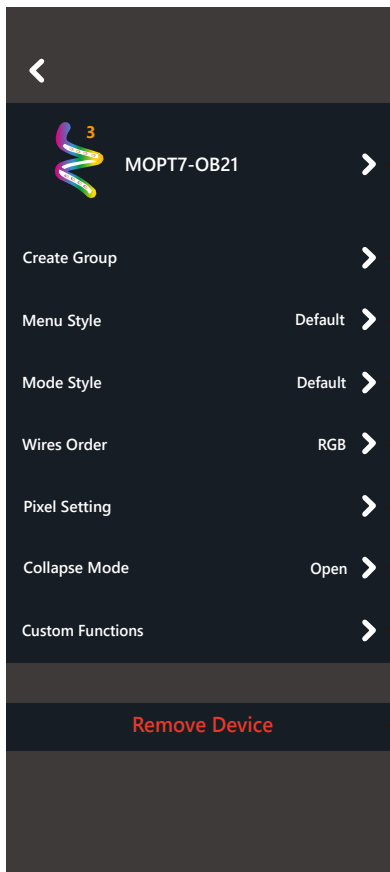 3
MOPT7-OB21
Create Group
Menu Style Default
Mode Style Default
Wires Order RGB
Pixel Setting
Collapse Mode Open
Custom Functions
Remove Device